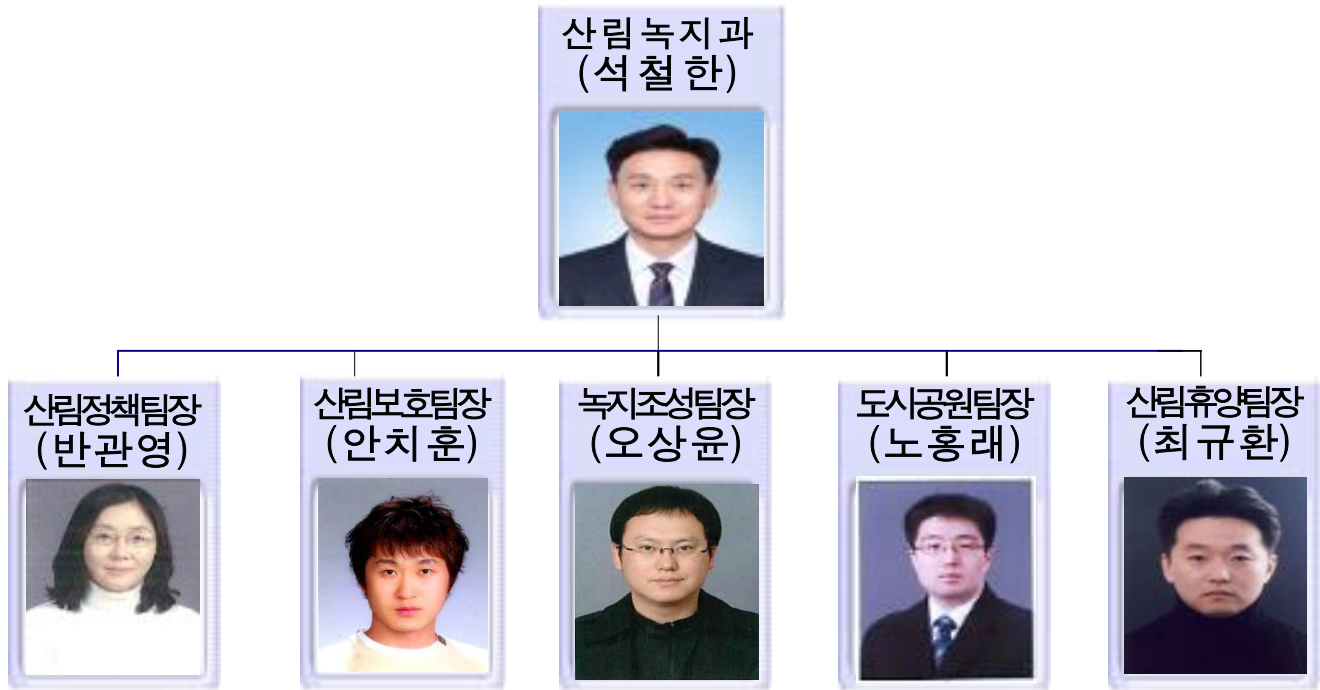 산림녹지과
(석철한)
산림정책팀장
(반관영)
산림보호팀장
(안치훈)
녹지조성팀장
(오상윤)
도시공원팀장
(노홍래)
산림휴양팀장
(최규환)